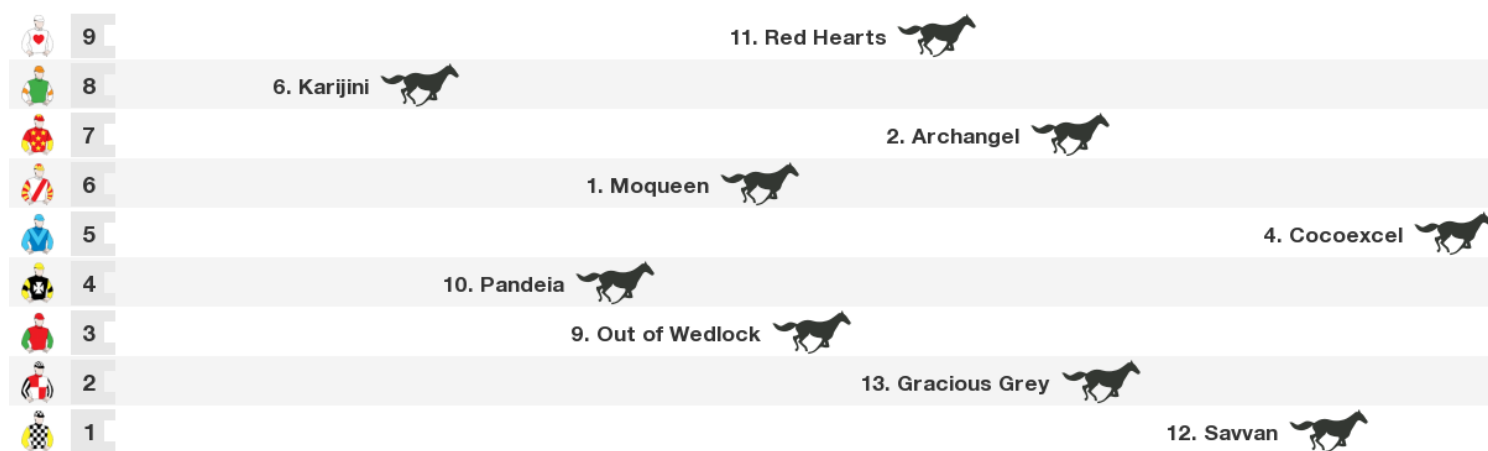 9 11. Red Hearts
8 6. Karijini
7 2. Archangel
6 1. Moqueen
5 4. Cocoexcel
4 10. Pandeia
3 9. Out of Wedlock
2 13. Gracious Grey
1 12. Savvan